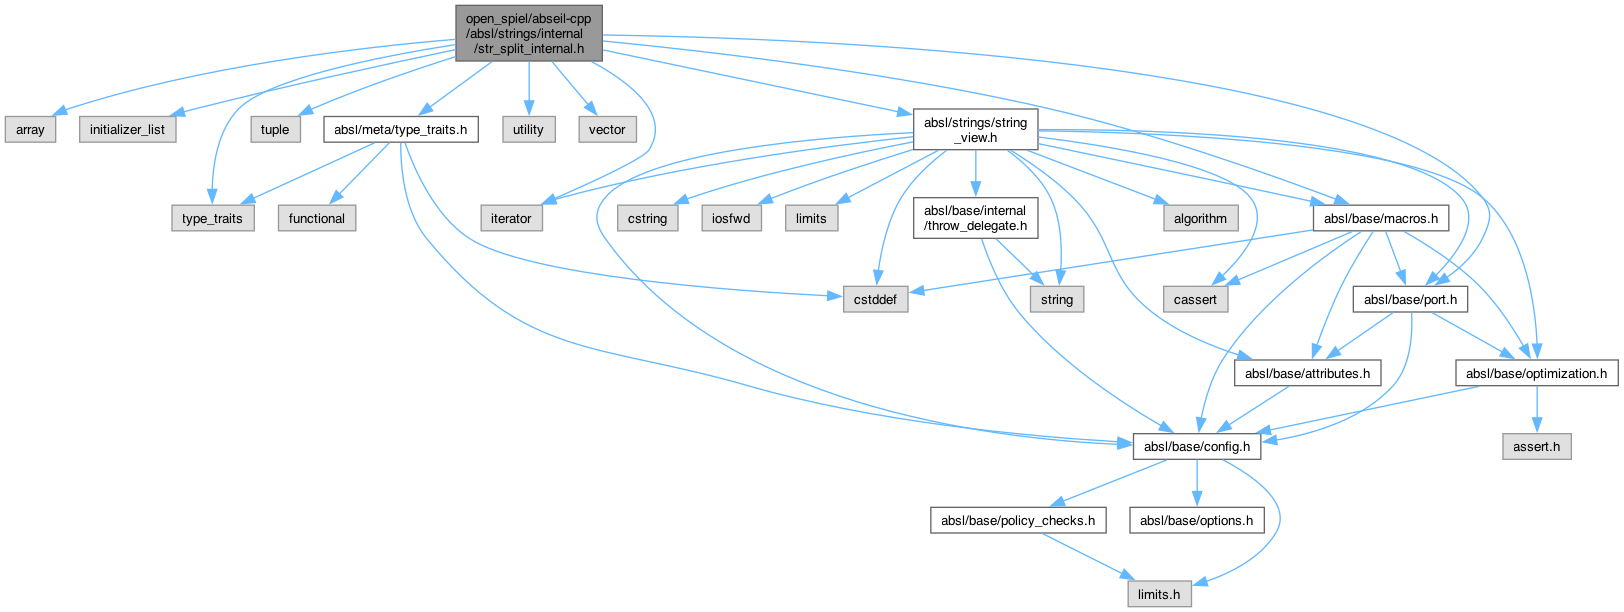 open_spiel/abseil-cpp
/absl/strings/internal
/str_split_internal.h
array
initializer_list
tuple
absl/meta/type_traits.h
utility
vector
absl/strings/string
_view.h
type_traits
functional
iterator
cstring
iosfwd
limits
absl/base/internal
/throw_delegate.h
algorithm
absl/base/macros.h
cstddef
string
cassert
absl/base/port.h
absl/base/attributes.h
absl/base/optimization.h
absl/base/config.h
assert.h
absl/base/policy_checks.h
absl/base/options.h
limits.h